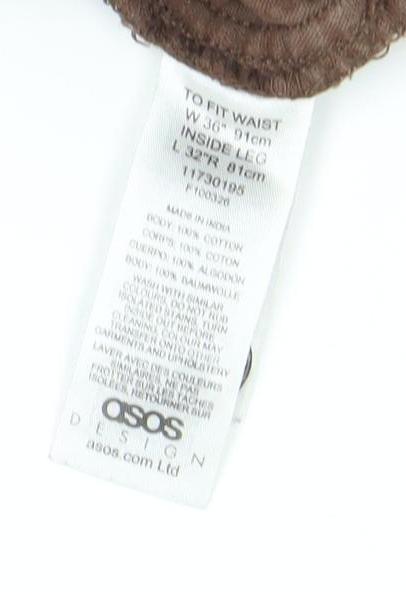 TO FIT WAIST
W 36" 91cm
INSIDE LEG
L 32"R 81cm
11730195
F100326
MADE IN INDIA
BODY: 100% COTTON
CORPS: 100% COTON
CUERPO: 100% ALGODÓN
BODY: 100% BAUMWOLLE
WASH WITH SIMILAR
COLOURS, DO NOT RUB
ISOLATED STAINS, TURN
INSIDE OUT BEFORE
CLEANING. COLOUR MAY
TRANSFER ONTO OTHER
GARMENTS AND UPHOLSTERY
LAVER AVEC DES COULEURS
SIMILAIRES, NE PAS
FROTTER SUR LES TACHES
ISOLÉES, RETOURNER SUR
asos
DESIGN
asos.com Ltd